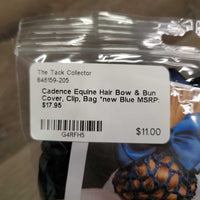 The Tack Collector
648159-205
Cadence Equine Hair Bow & Bun
Cover, Clip, Bag *new Blue MSRP:
$17.95
$11.00
G4RFH5